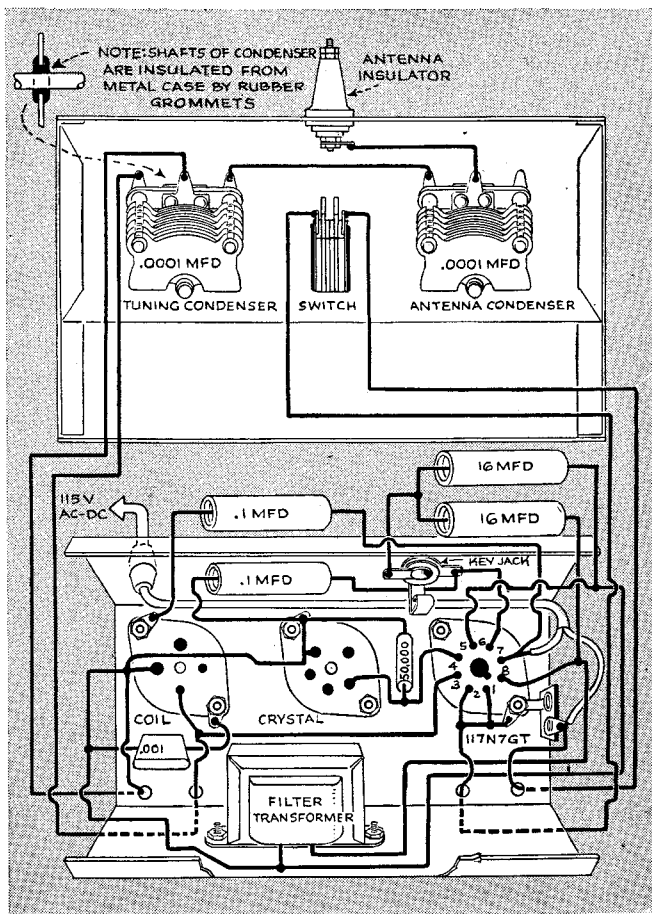 NOTE: SHAFTS OF CONDENSER
ARE INSULATED FROM
METAL CASE BY RUBBER
GROMMETS
ANTENNA
INSULATOR
.0001 MFD
.0001 MFD
TUNING CONDENSER
SWITCH
ANTENNA CONDENSER
16 MFD
115 V
AC-DC
.1 MFD
16 MFD
KEY JACK
.1 MFD
50,000
5
6
7
4
8
3
2
1
COIL
CRYSTAL
117N7GT
.001
FILTER
TRANSFORMER